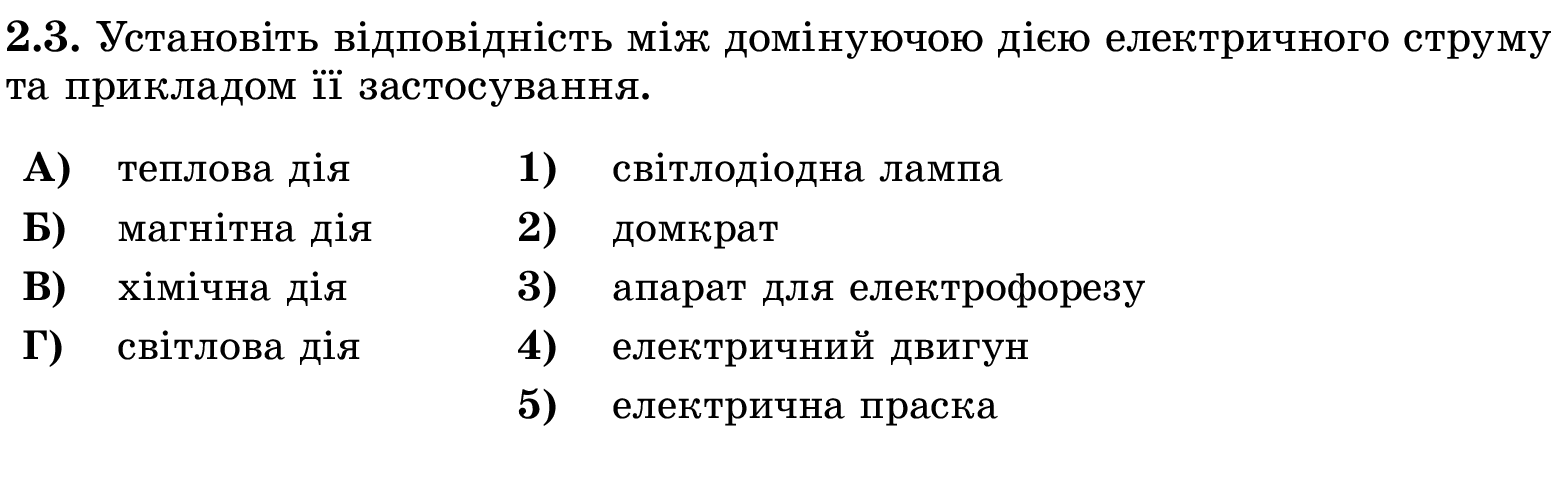 2.3. Установіть відповідність між домінуючою дією електричного струму
та прикладом її застосування.
А) теплова дія 1) світлодіодна лампа
Б) магнітна дія 2) домкрат
В) хімічна дія 3) апарат для електрофорезу
Г) світлова дія 4) електричний двигун
5) електрична праска